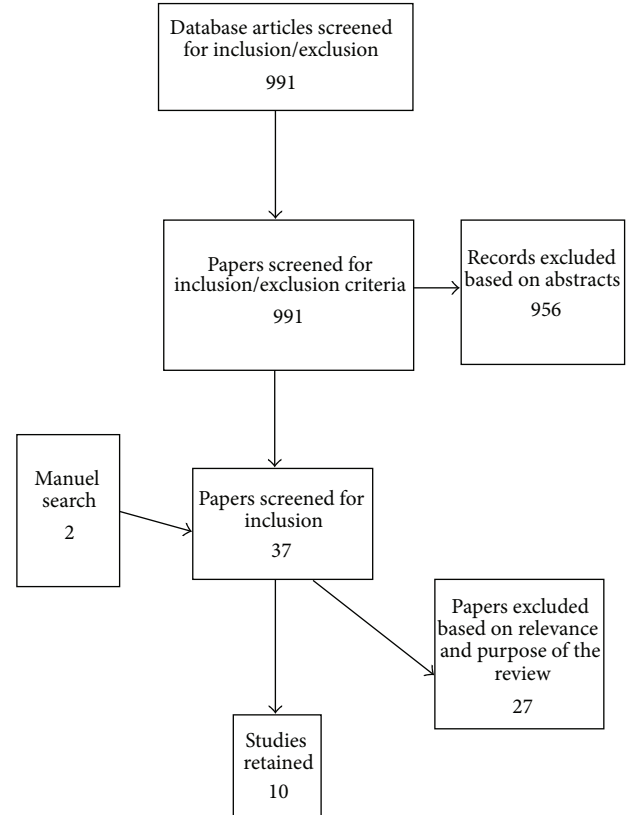 Database articles screened
for inclusion/exclusion
991
Papers screened for
inclusion/exclusion criteria
991
Records excluded
based on abstracts
956
Manuel
search
2
Papers screened for
inclusion
37
Papers excluded
based on relevance
and purpose of the
review
27
Studies
retained
10